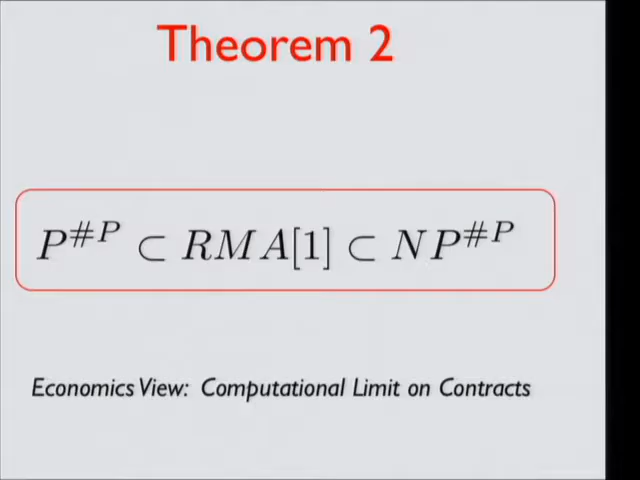 Theorem 2
P^{#P} ⊂ RMA[1] ⊂ NP^{#P}
Economics View: Computational Limit on Contracts